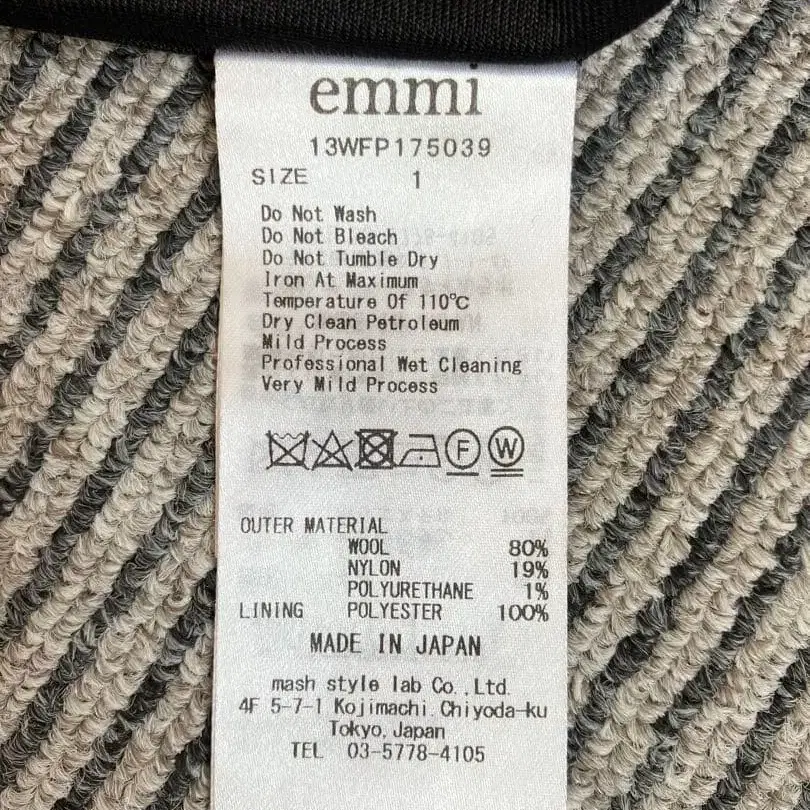 emmi
13WFP175039
SIZE 1
Do Not Wash
Do Not Bleach
Do Not Tumble Dry
Iron At Maximum
Temperature Of 110℃
Dry Clean Petroleum
Mild Process
Professional Wet Cleaning
Very Mild Process
F W
OUTER MATERIAL
WOOL 80%
NYLON 19%
POLYURETHANE 1%
LINING POLYESTER 100%
MADE IN JAPAN
mash style lab Co.,Ltd.
4F 5-7-1 Kojimachi.Chiyoda-ku
Tokyo.Japan
TEL 03-5778-4105